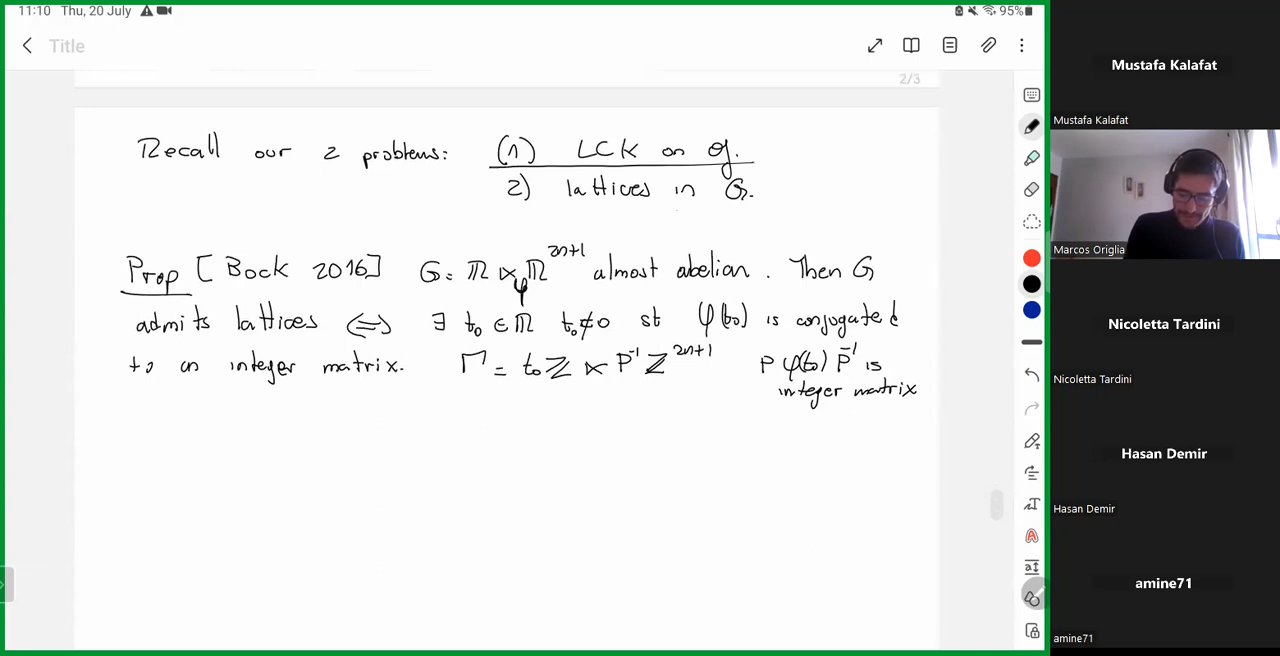 11:10 Thu, 20 July
95%
Title
2/3
Recall our 2 problems: (1) LCK on g.
2) lattices in G.
Prop [Bock 2016] G = ℝ ⋉_φ ℝ^{2n+1} almost abelian. Then G
admits lattices ⟺ ∃ t₀ ∈ ℝ t₀ ≠ 0 st φ(t₀) is conjugated
to an integer matrix. Γ = t₀ ℤ ⋉ P⁻¹ ℤ^{2n+1} P φ(t₀) P⁻¹ is
integer matrix
Mustafa Kalafat
Mustafa Kalafat
Marcos Origlia
Nicoletta Tardini
Nicoletta Tardini
Hasan Demir
Hasan Demir
amine71
amine71